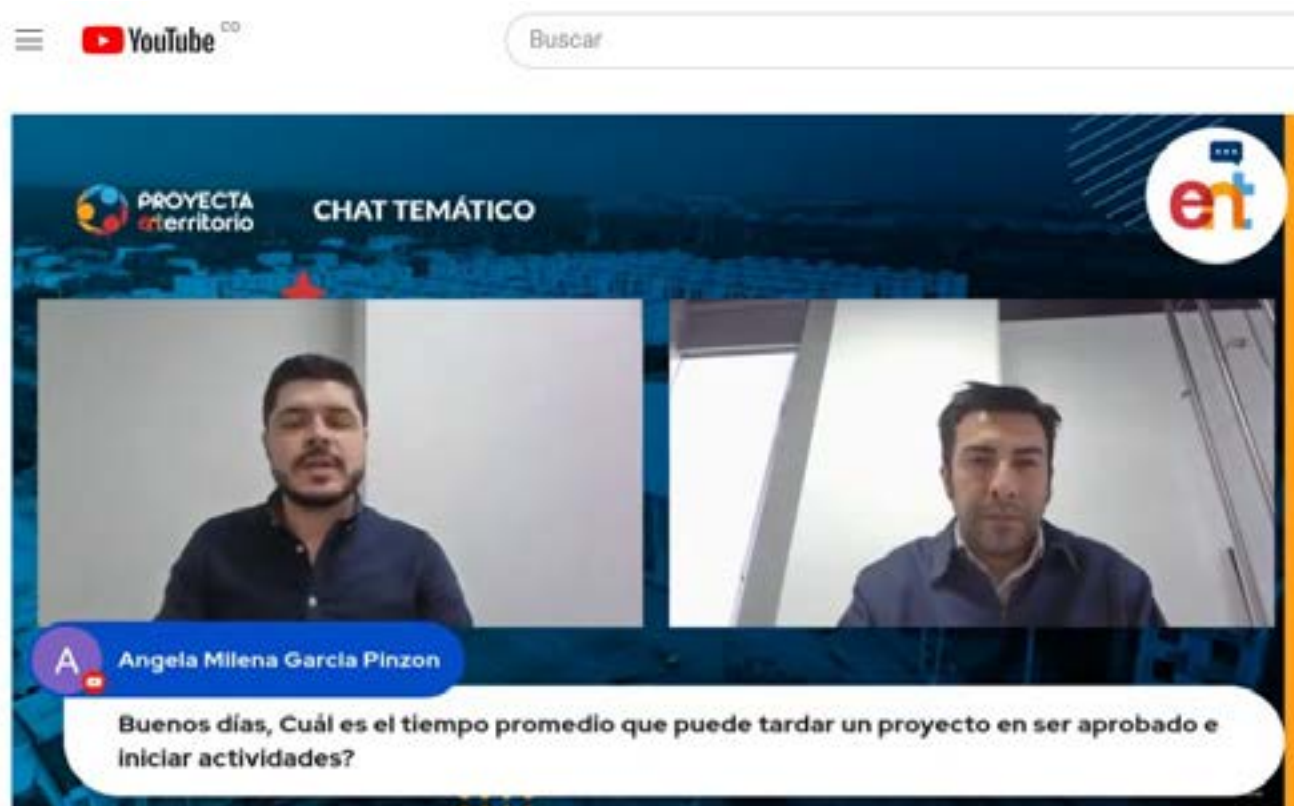 YouTube CO
Buscar
PROYECTA
enterritorio
CHAT TEMÁTICO
ent
A
Angela Milena Garcia Pinzon
Buenos días, Cuál es el tiempo promedio que puede tardar un proyecto en ser aprobado e
iniciar actividades?